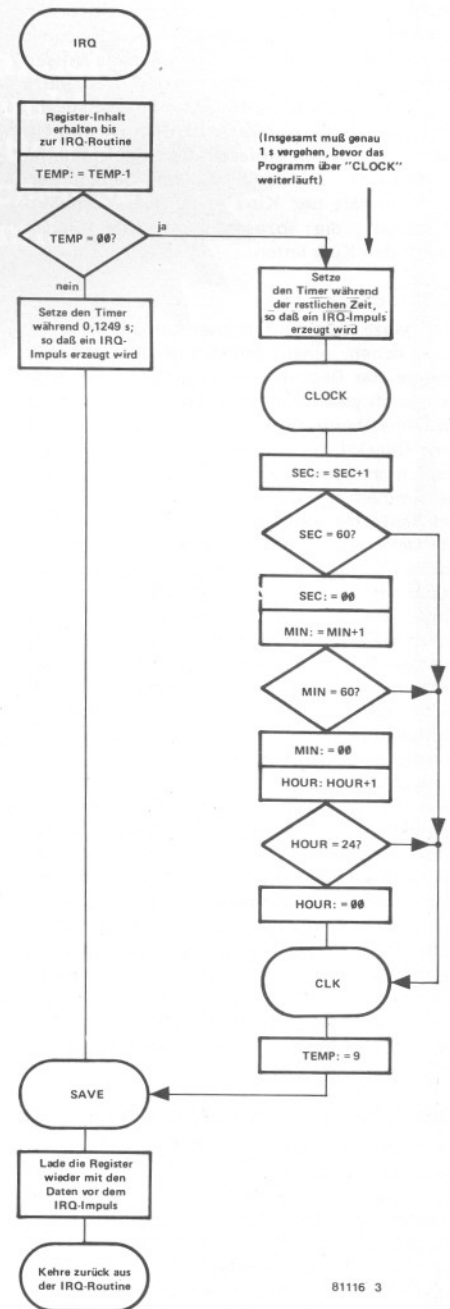 IRQ
Register-Inhalt
erhalten bis
zur IRQ-Routine
TEMP: = TEMP-1
TEMP = 00?
ja
nein
Setze den Timer
während 0,1249 s;
so daß ein IRQ-
Impuls erzeugt wird
(Insgesamt muß genau
1 s vergehen, bevor das
Programm über "CLOCK"
weiterläuft)
Setze
den Timer während
der restlichen Zeit,
so daß ein IRQ-Impuls
erzeugt wird
CLOCK
SEC: = SEC+1
SEC = 60?
SEC: = 00
MIN: = MIN+1
MIN = 60?
MIN: = 00
HOUR: HOUR+1
HOUR = 24?
HOUR: = 00
CLK
TEMP: = 9
SAVE
Lade die Register
wieder mit den
Daten vor dem
IRQ-Impuls
Kehre zurück aus
der IRQ-Routine
81116 3